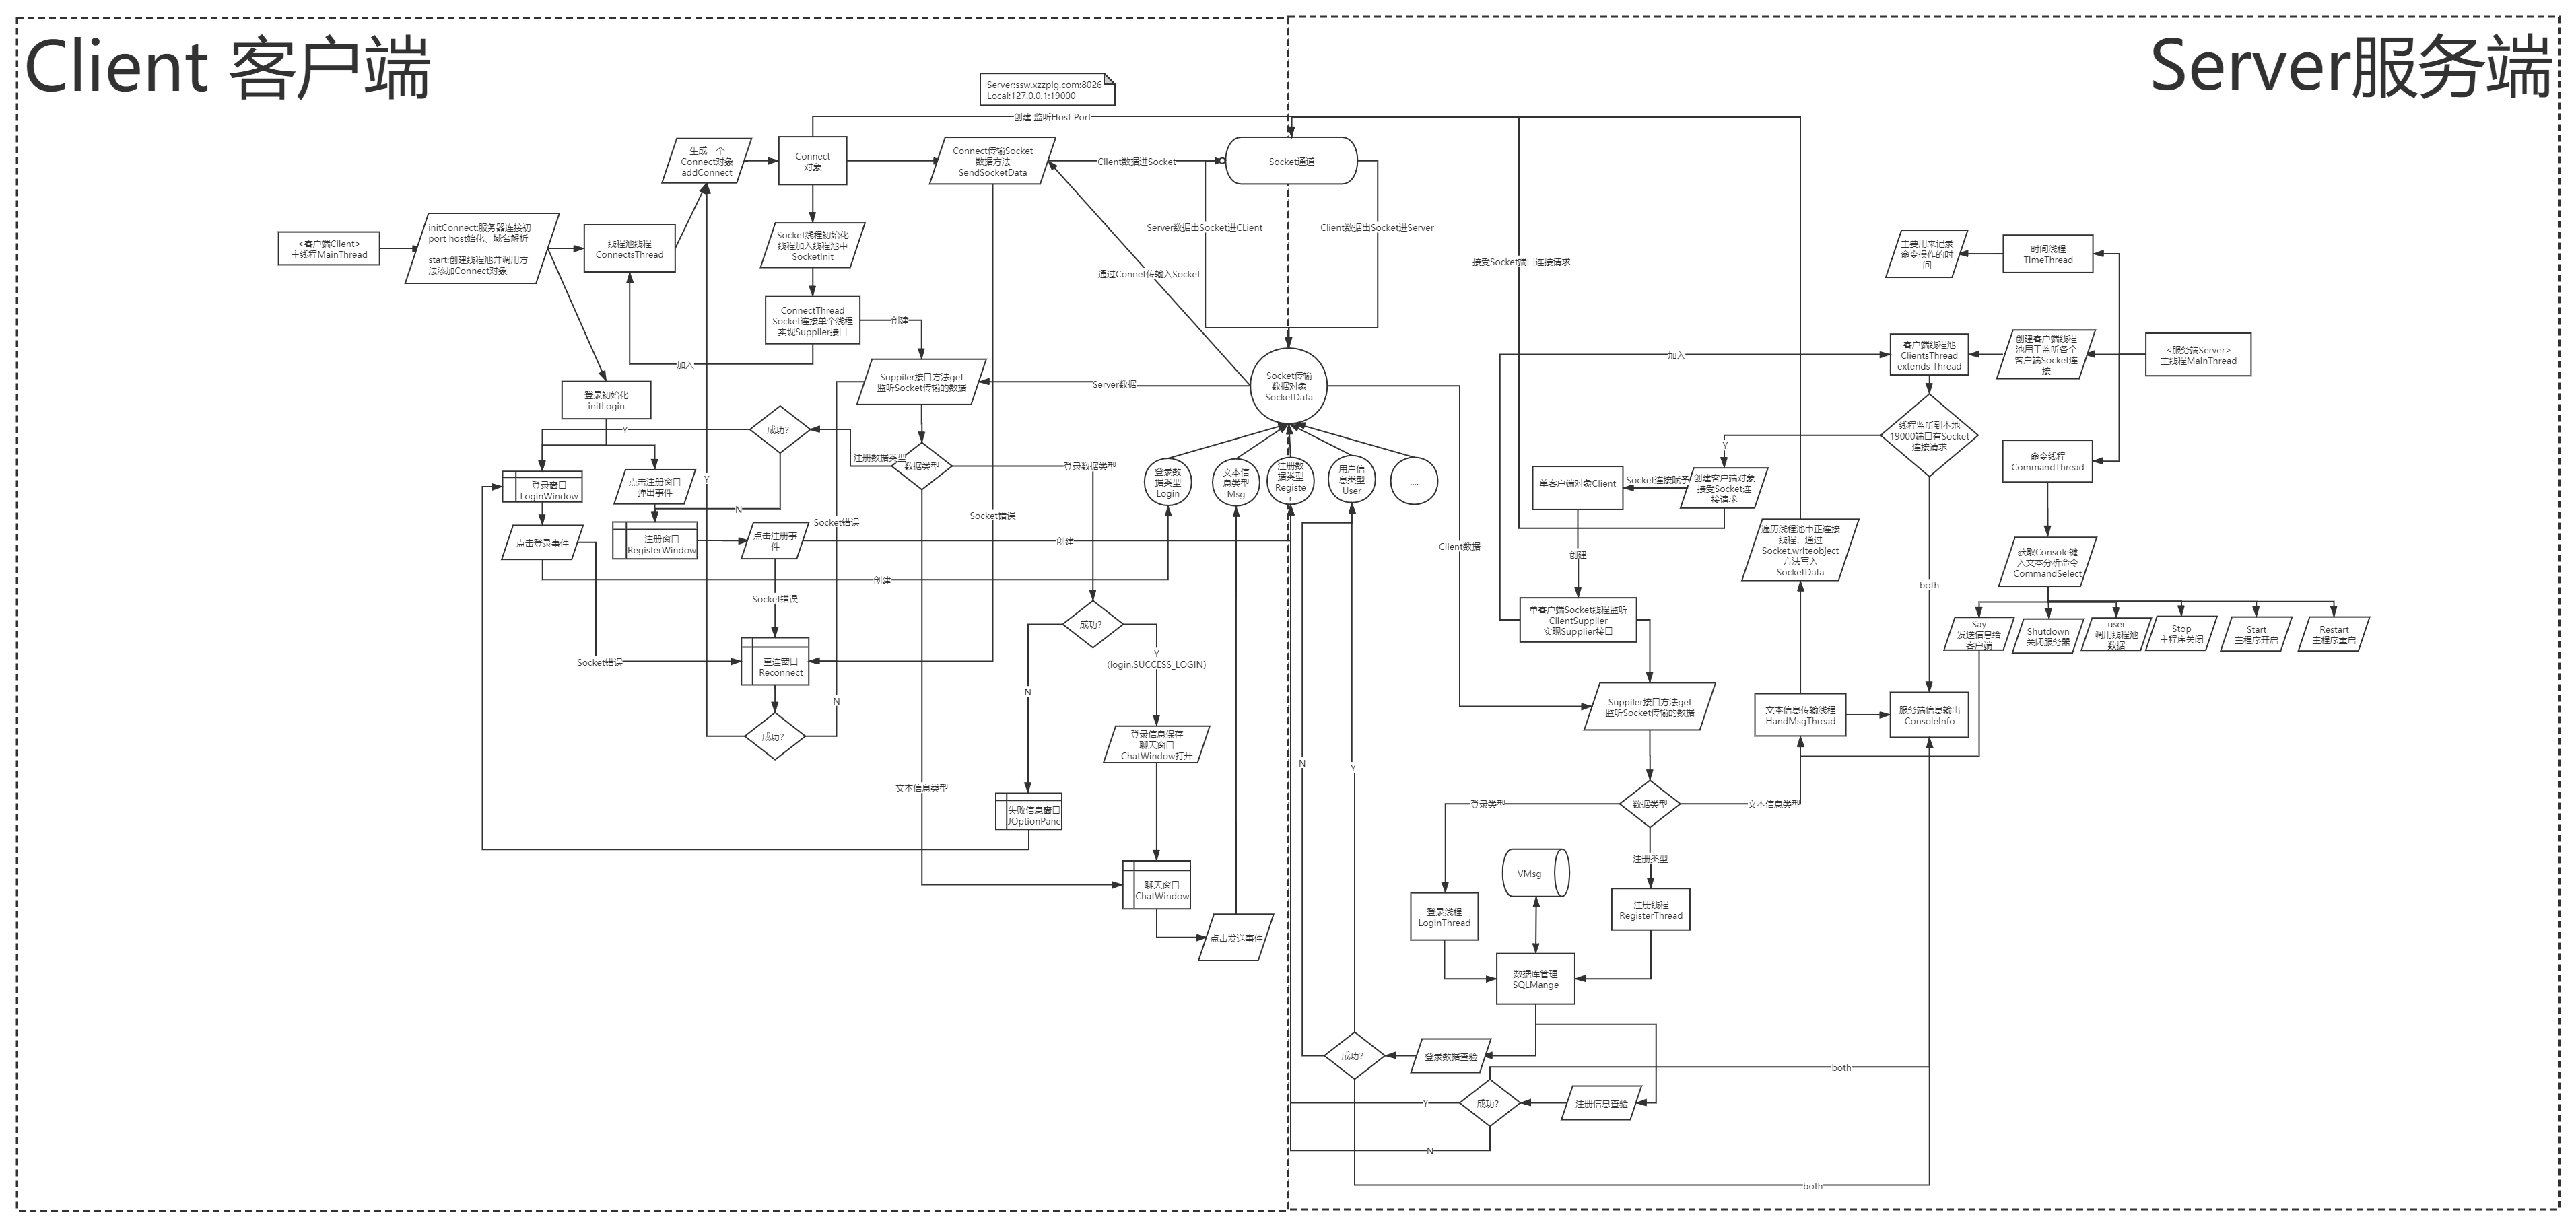 Client 客户端
Server服务端
Server:ssw.xzzpig.com:8026
Local:127.0.0.1:19000
创建 监听Host Port
生成一个
Connect对象
addConnect
Connect
对象
Connect传输Socket
数据方法
SendSocketData
Client数据进Socket
Socket通道
<客户端Client>
主线程MainThread
initConnect:服务器连接初
port host始化、域名解析
start:创建线程池并调用方
法添加Connect对象
线程池线程
ConnectsThread
Socket线程初始化
线程加入线程池中
SocketInit
Server数据出Socket进CLient
Client数据出Socket进Server
通过Connet传输入Socket
接受Socket端口连接请求
主要用来记录
命令操作的时
间
时间线程
TimeThread
ConnectThread
Socket连接单个线程
实现Supplier接口
创建
加入
Suppiler接口方法get
监听Socket传输的数据
Server数据
Socket传输
数据对象
SocketData
加入
客户端线程池
ClientsThread
extends Thread
创建客户端线程
池用于监听各个
客户端Socket连
接
<服务端Server>
主线程MainThread
登录初始化
initLogin
Y
成功?
注册数据类型
数据类型
登录数据类型
线程监听到本地
19000端口有Socket
连接请求
Y
命令线程
CommandThread
登录窗口
LoginWindow
点击注册窗口
弹出事件
Y
登录数
据类型
Login
文本信
息类型
Msg
注册数
据类型
Registe
r
用户信
息类型
User
....
单客户端对象Client
Socket连接赋予
创建客户端对象
接受Socket连
接请求
N
Socket错误
Socket错误
点击登录事件
注册窗口
RegisterWindow
点击注册事
件
创建
创建
Client数据
创建
遍历线程池中正连接
线程，通过
Socket.writeobject
方法写入
SocketData
获取Console键
入文本分析命令
CommandSelect
both
Socket错误
成功?
单客户端Socket线程监听
ClientSupplier
实现Supplier接口
Say
发送信息给
客户端
Shutdown
关闭服务器
user
调用线程池
数据
Stop
主程序关闭
Start
主程序开启
Restart
主程序重启
Socket错误
重连窗口
Reconnect
Y
(login.SUCCESS_LOGIN)
N
N
成功?
登录信息保存
聊天窗口
ChatWindow打开
Suppiler接口方法get
监听Socket传输的数据
文本信息传输线程
HandMsgThread
服务端信息输出
ConsoleInfo
N
Y
文本信息类型
失败信息窗口
JOptionPane
登录类型
数据类型
文本信息类型
注册类型
聊天窗口
ChatWindow
点击发送事件
VMsg
登录线程
LoginThread
注册线程
RegisterThread
数据库管理
SQLMange
成功?
登录数据查验
both
Y
成功?
注册信息查验
N
both